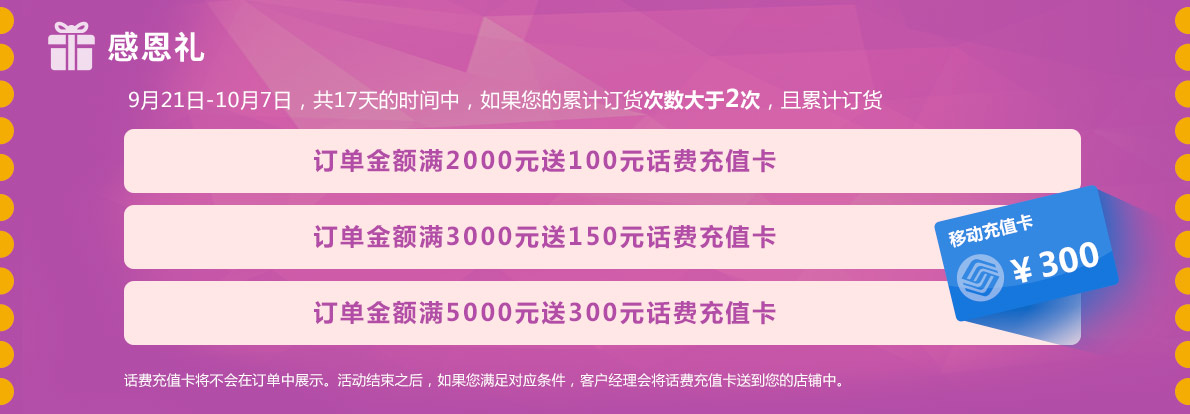 感恩礼
9月21日-10月7日，共17天的时间中，如果您的累计订货次数大于2次，且累计订货
订单金额满2000元送100元话费充值卡
订单金额满3000元送150元话费充值卡
移动充值卡
¥300
订单金额满5000元送300元话费充值卡
话费充值卡将不会在订单中展示。活动结束之后，如果您满足对应条件，客户经理会将话费充值卡送到您的店铺中。